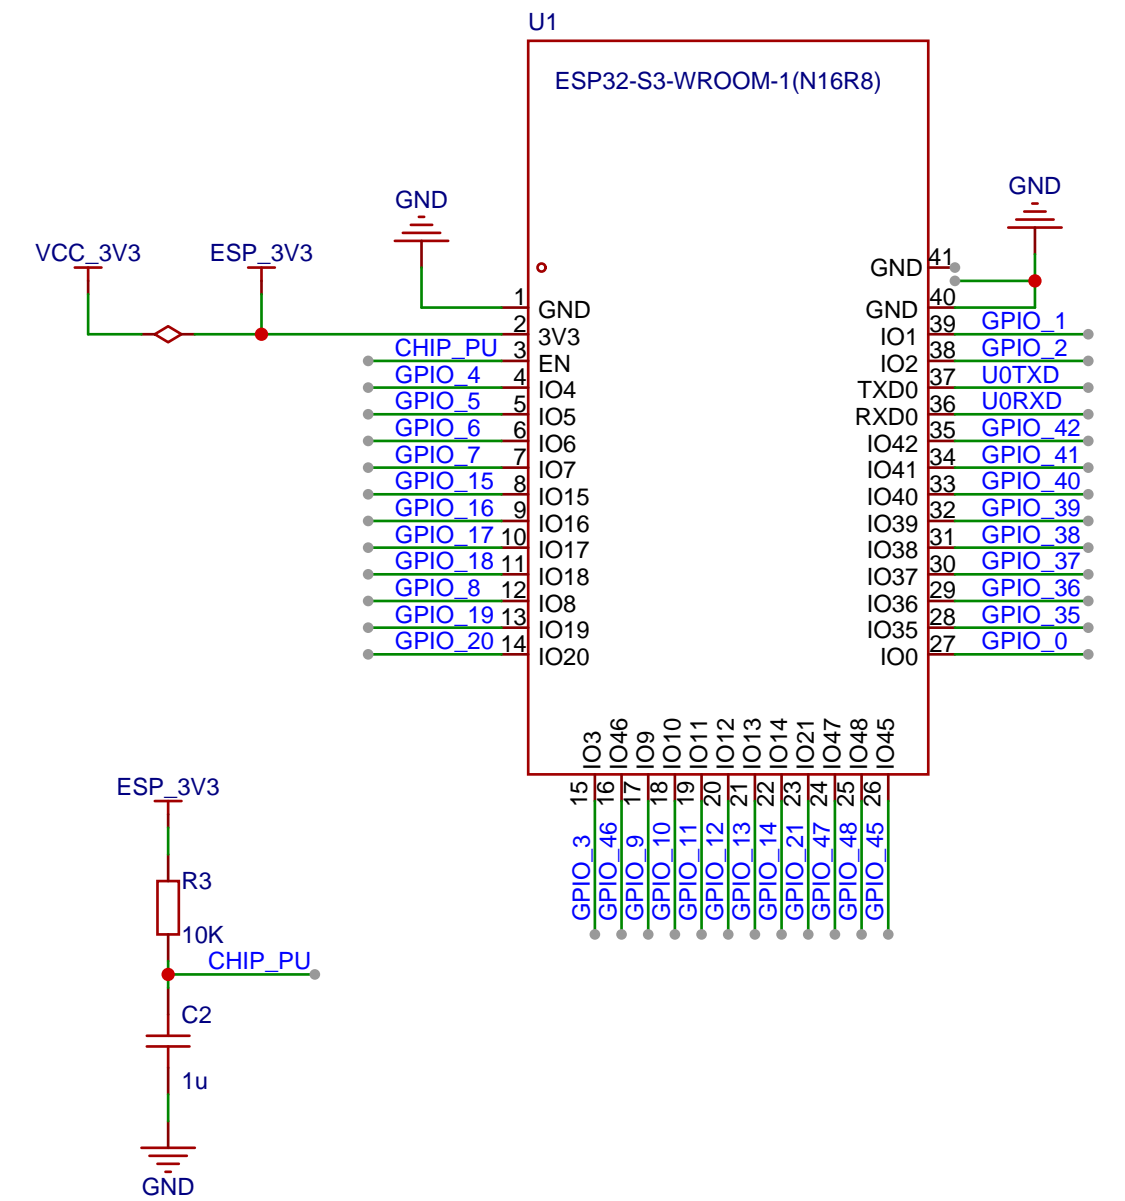 U1
ESP32-S3-WROOM-1(N16R8)
GND
GND
VCC_3V3
ESP_3V3
1 GND
2 3V3
CHIP_PU 3 EN
GPIO_4 4 IO4
GPIO_5 5 IO5
GPIO_6 6 IO6
GPIO_7 7 IO7
GPIO_15 8 IO15
GPIO_16 9 IO16
GPIO_17 10 IO17
GPIO_18 11 IO18
GPIO_8 12 IO8
GPIO_19 13 IO19
GPIO_20 14 IO20
GND 41
GND 40
IO1 39 GPIO_1
IO2 38 GPIO_2
TXD0 37 U0TXD
RXD0 36 U0RXD
IO42 35 GPIO_42
IO41 34 GPIO_41
IO40 33 GPIO_40
IO39 32 GPIO_39
IO38 31 GPIO_38
IO37 30 GPIO_37
IO36 29 GPIO_36
IO35 28 GPIO_35
IO0 27 GPIO_0
IO3 15 GPIO_3
IO46 16 GPIO_46
IO9 17 GPIO_9
IO10 18 GPIO_10
IO11 19 GPIO_11
IO12 20 GPIO_12
IO13 21 GPIO_13
IO14 22 GPIO_14
IO21 23 GPIO_21
IO47 24 GPIO_47
IO48 25 GPIO_48
IO45 26 GPIO_45
ESP_3V3
R3
10K
CHIP_PU
C2
1u
GND